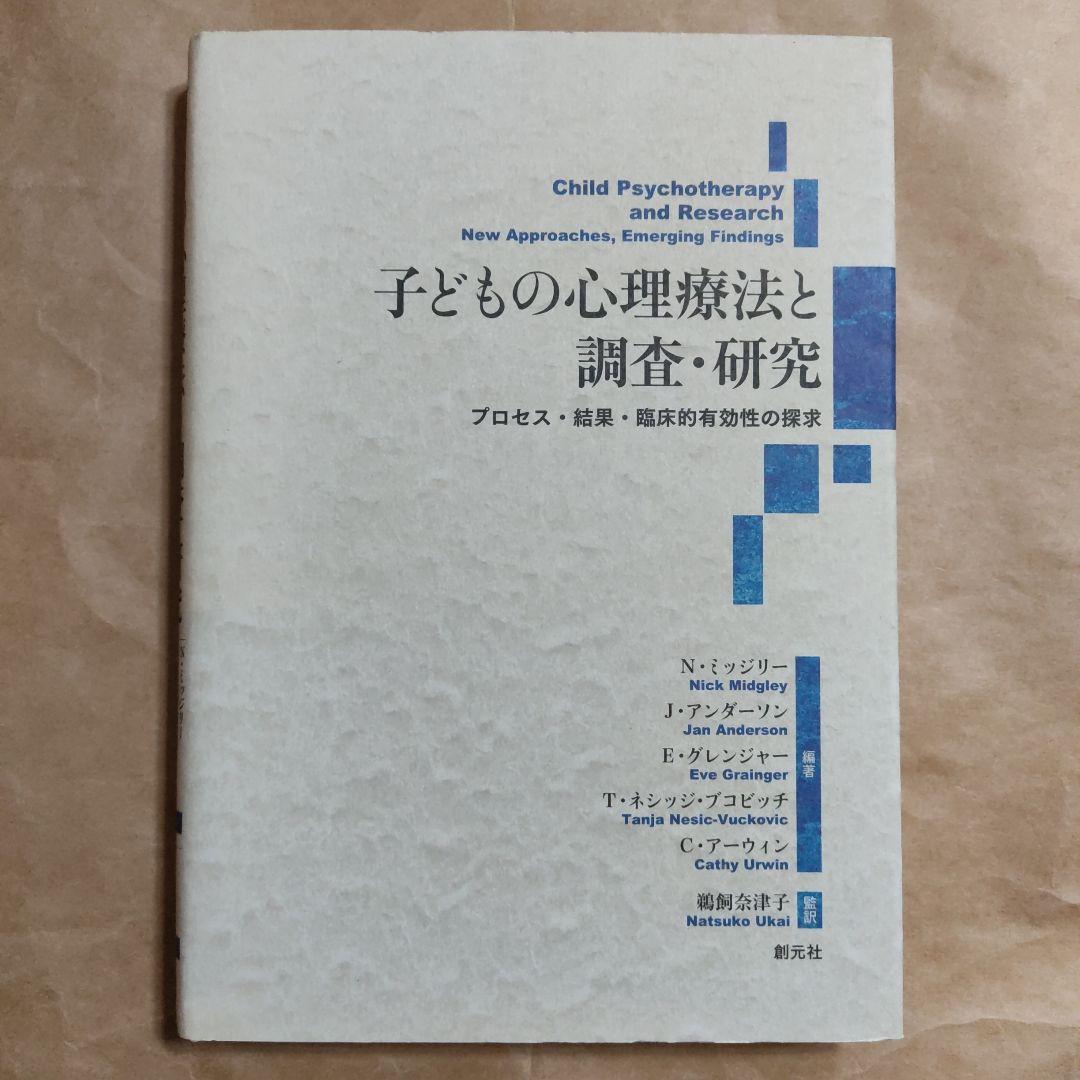 Child Psychotherapy
and Research
New Approaches, Emerging Findings
子どもの心理療法と
調査・研究
プロセス・結果・臨床的有効性の探求
N・ミッジリー
Nick Midgley
J・アンダーソン
Jan Anderson
E・グレンジャー
Eve Grainger
T・ネシッジ・ブコビッチ
Tanja Nesic-Vuckovic
C・アーウィン
Cathy Urwin
編著
鵜飼奈津子
Natsuko Ukai
監訳
創元社